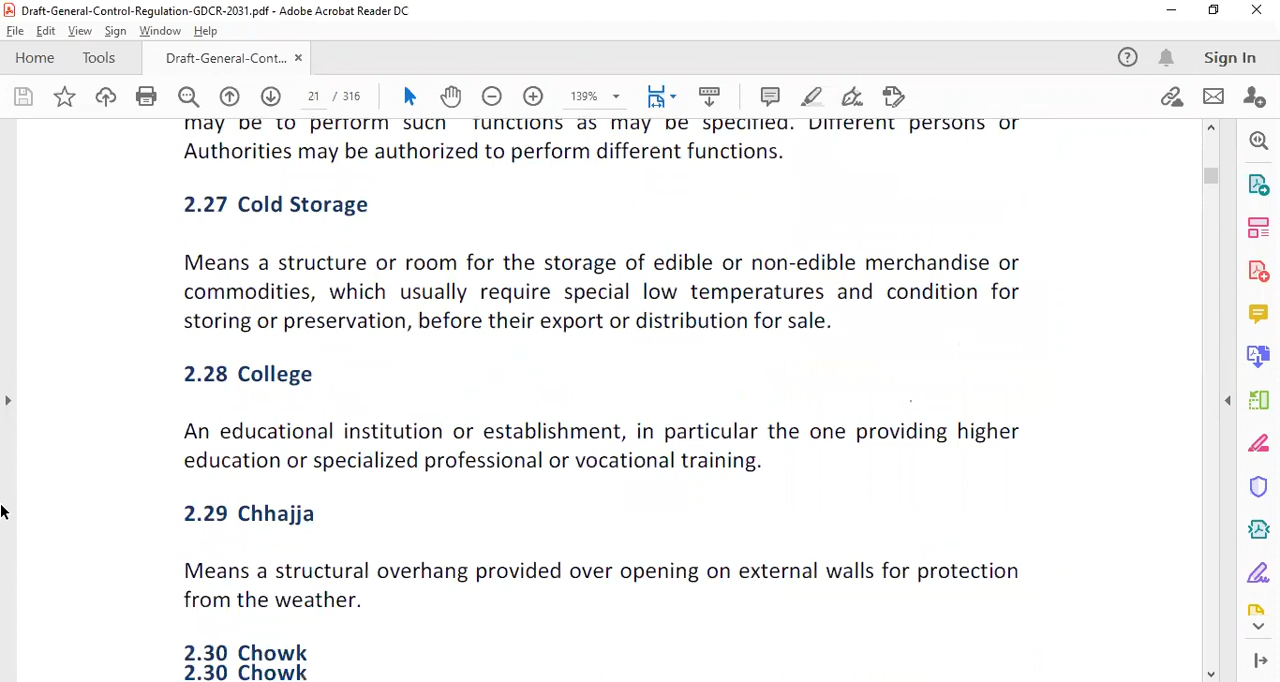 Draft-General-Control-Regulation-GDCR-2031.pdf - Adobe Acrobat Reader DC
File Edit View Sign Window Help
Home Tools Draft-General-Cont... × Sign In
21 / 316 139%
may be to perform such functions as may be specified. Different persons or
Authorities may be authorized to perform different functions.
2.27 Cold Storage
Means a structure or room for the storage of edible or non-edible merchandise or
commodities, which usually require special low temperatures and condition for
storing or preservation, before their export or distribution for sale.
2.28 College
An educational institution or establishment, in particular the one providing higher
education or specialized professional or vocational training.
2.29 Chhajja
Means a structural overhang provided over opening on external walls for protection
from the weather.
2.30 Chowk
2.30 Chowk